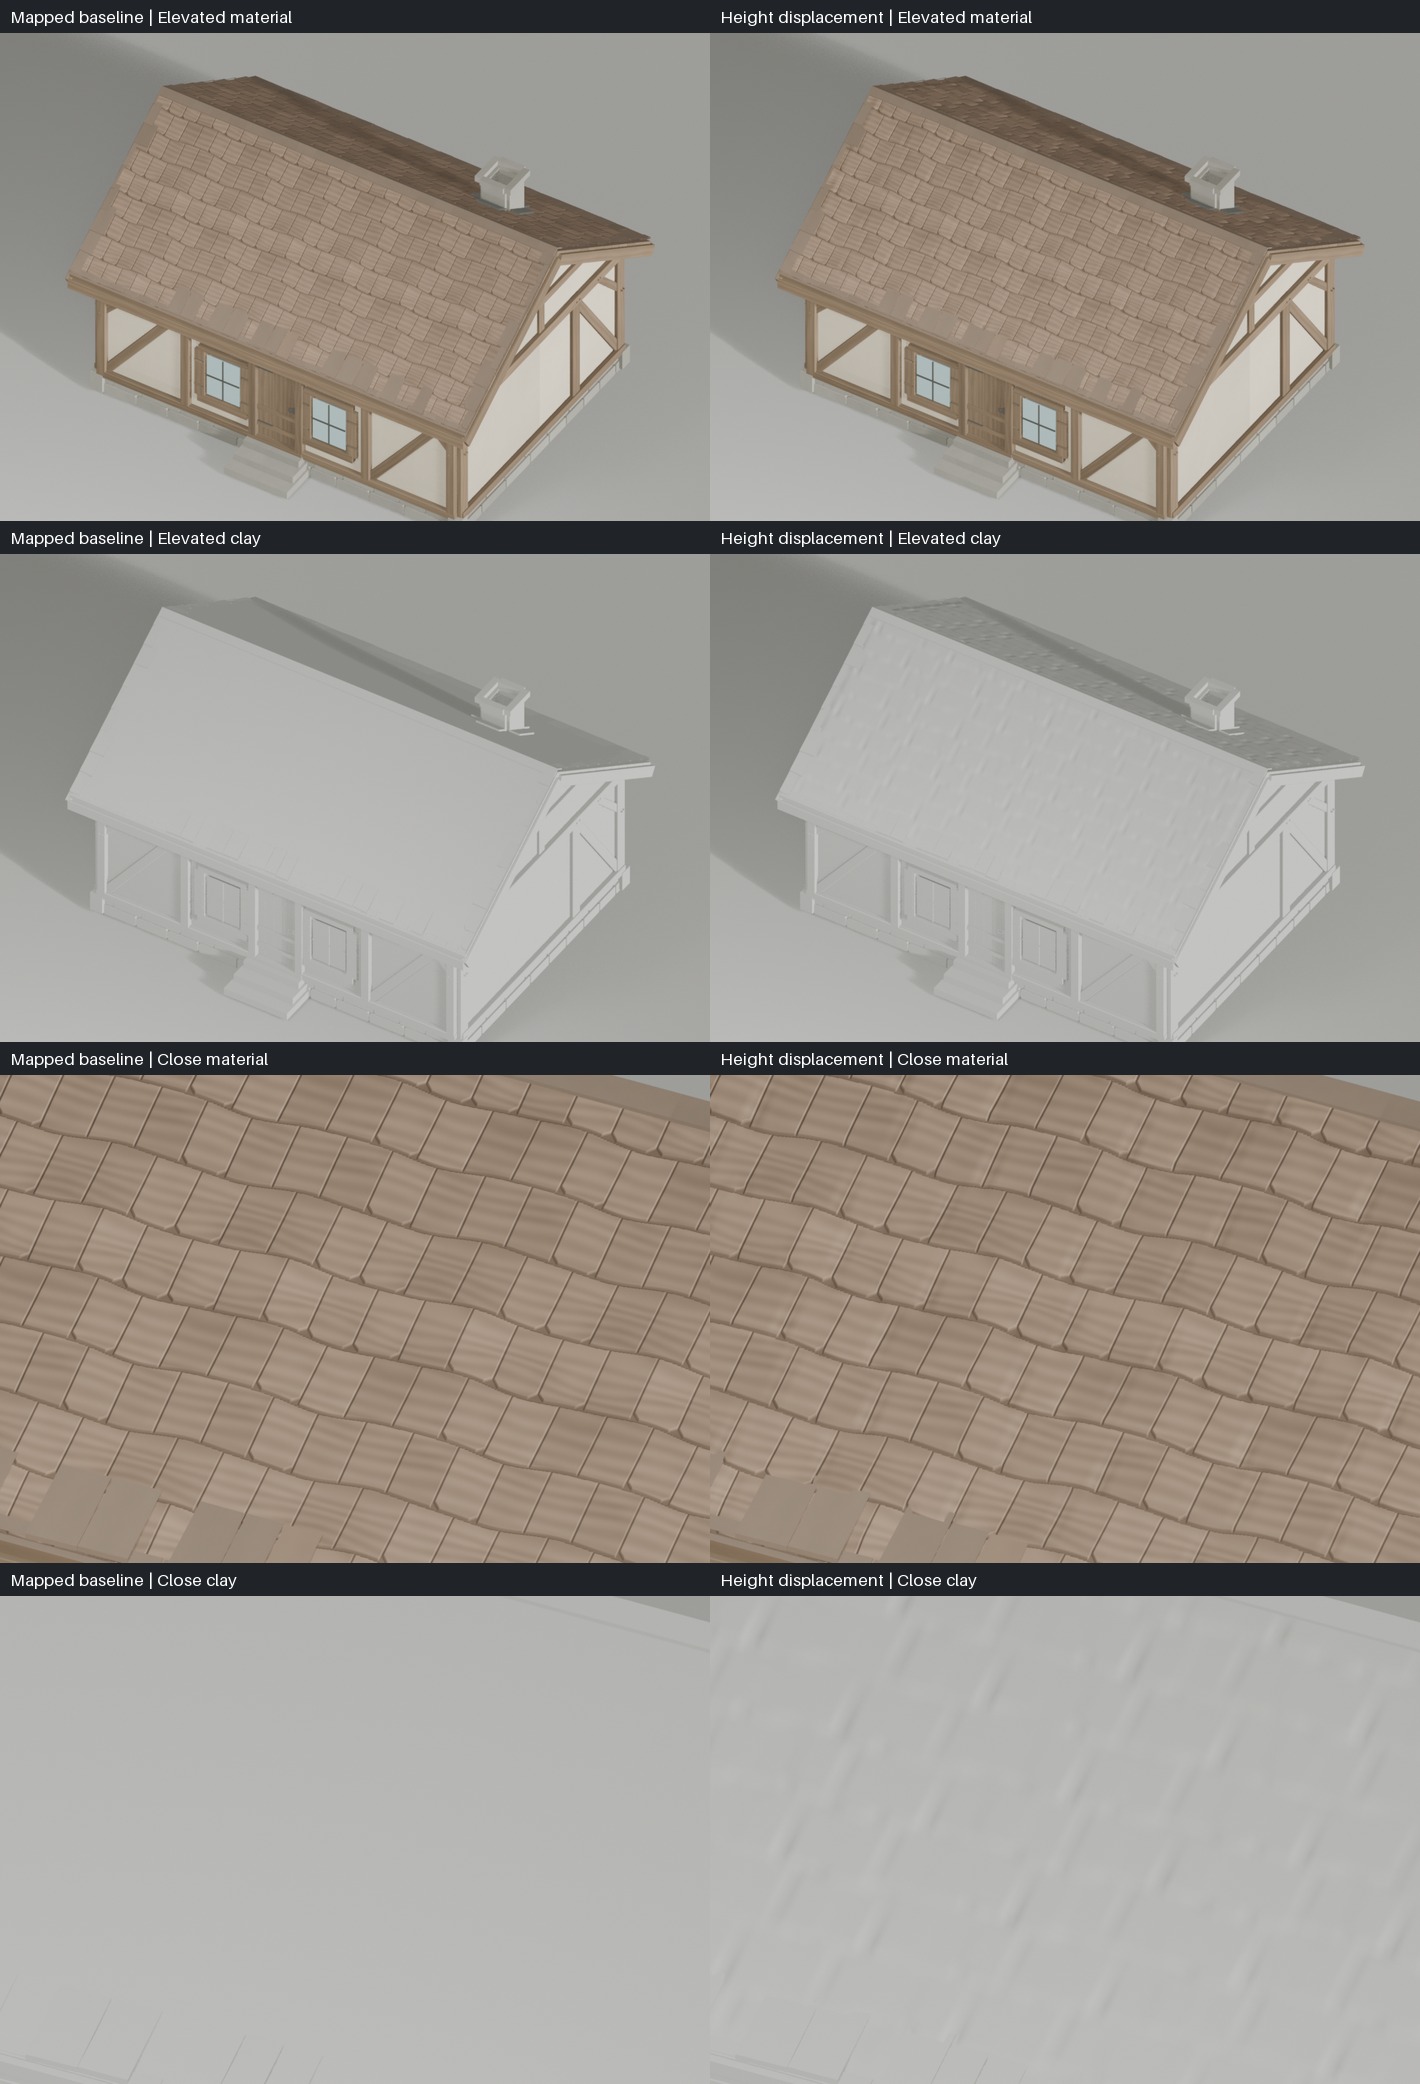 Mapped baseline | Elevated material
Height displacement | Elevated material
Mapped baseline | Elevated clay
Height displacement | Elevated clay
Mapped baseline | Close material
Height displacement | Close material
Mapped baseline | Close clay
Height displacement | Close clay